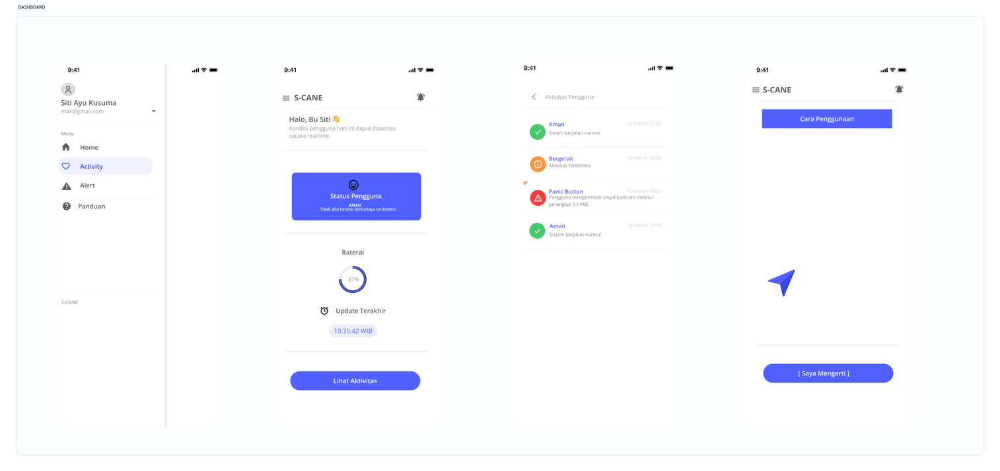 DASHBOARD
9:41
Siti Ayu Kusuma
mail@gmail.com
Menu
Home
Activity
Alert
Panduan
S-CANE
9:41
S-CANE
Halo, Bu Siti 👋
Kondisi pengguna hari ini dapat dipantau
secara realtime.
Status Pengguna
AMAN
Tidak ada kondisi berbahaya terdeteksi.
Baterai
87%
Update Terakhir
10:35:42 WIB
Lihat Aktivitas
9:41
Aktivitas Pengguna
Aman
12 march 15:30
Sistem berjalan normal
Bergerak
12 march 14:30
Aktivitas terdeteksi
Panic Button
12 march 14:00
Pengguna mengirimkan sinyal bantuan melalui
perangkat S-CANE.
Aman
12 march 12:30
Sistem berjalan normal
9:41
S-CANE
Cara Penggunaan
[ Saya Mengerti ]